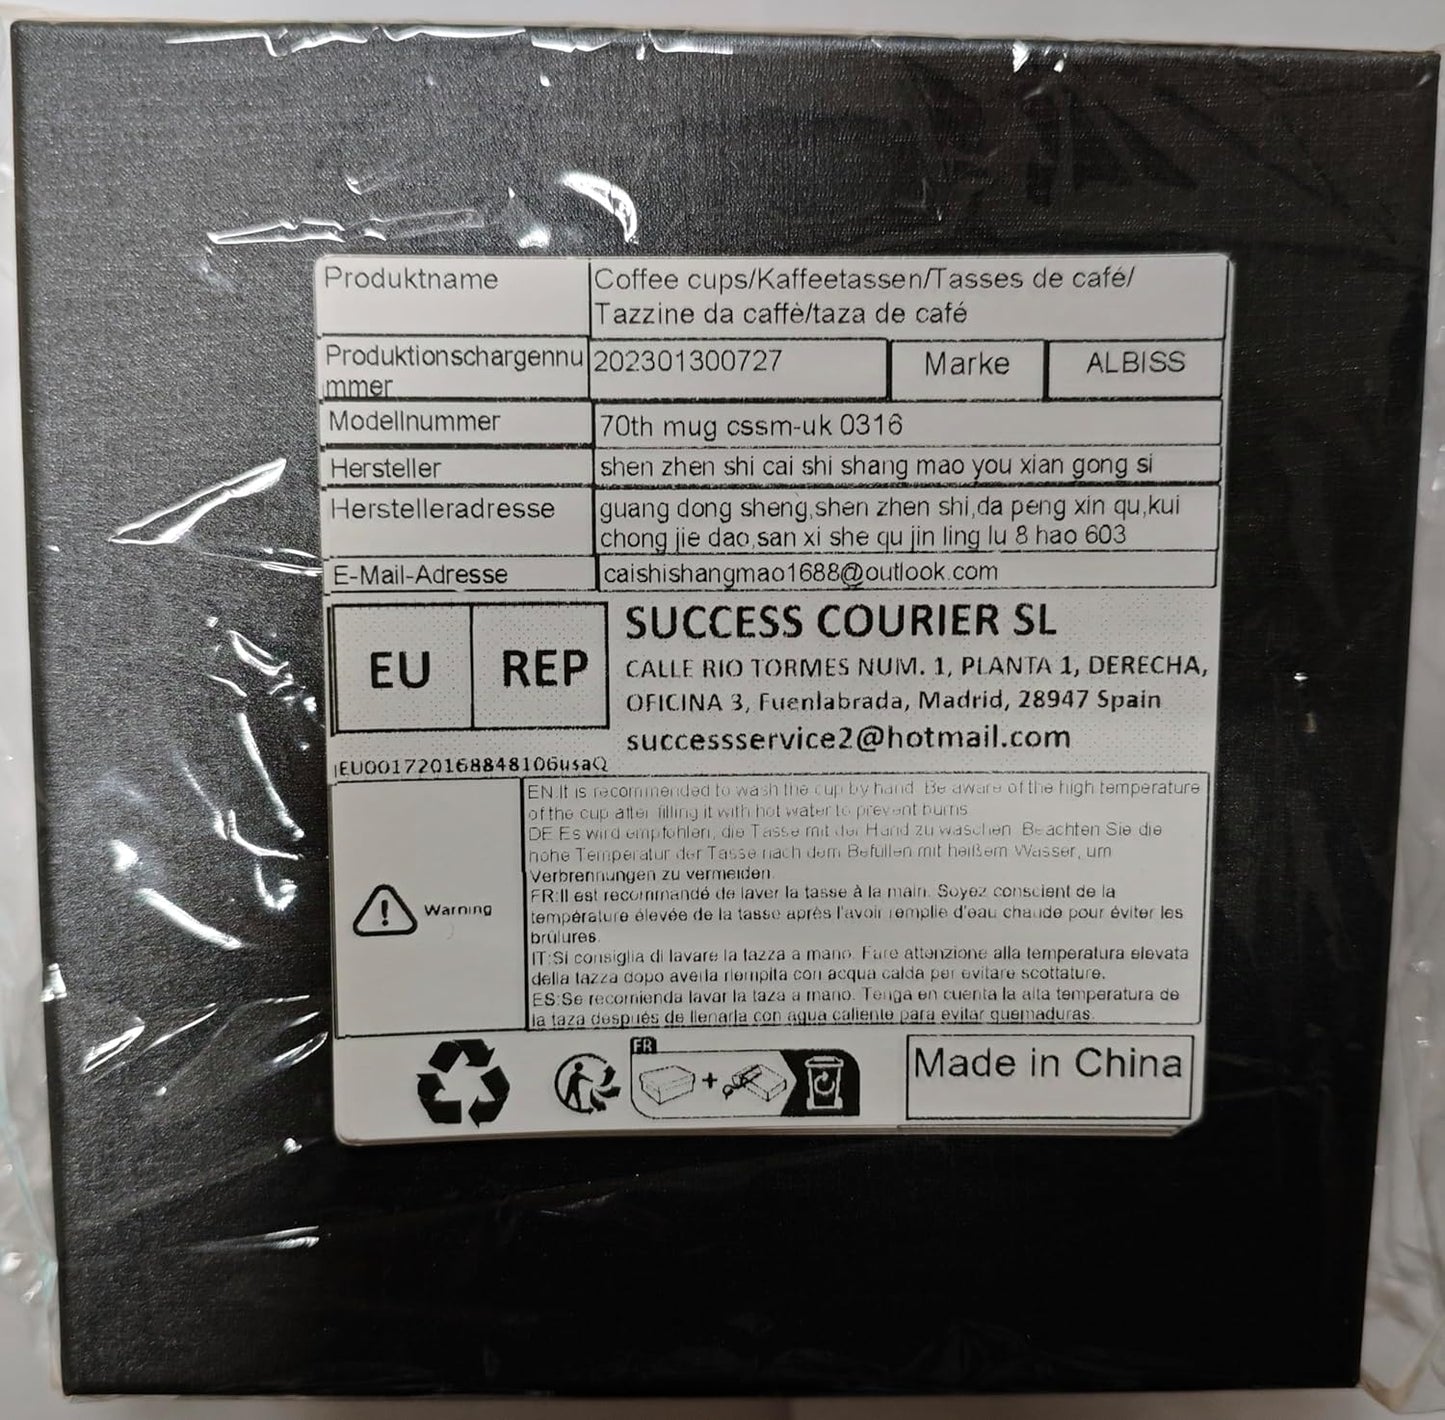 Produktname
Coffee cups/Kaffeetassen/Tasses de café/
Tazzine da caffè/taza de café
Produktionschargennu
mmer
202301300727
Marke
ALBISS
Modellnummer
70th mug cssm-uk 0316
Hersteller
shen zhen shi cai shi shang mao you xian gong si
Herstelleradresse
guang dong sheng,shen zhen shi,da peng xin qu,kui
chong jie dao,san xi she qu jin ling lu 8 hao 603
E-Mail-Adresse
caishishangmao1688@outlook.com
EU REP
SUCCESS COURIER SL
CALLE RIO TORMES NUM. 1, PLANTA 1, DERECHA,
OFICINA 3, Fuenlabrada, Madrid, 28947 Spain
successservice2@hotmail.com
EU001720168848106usaQ
Warning
EN:It is recommended to wash the cup by hand. Be aware of the high temperature
of the cup after filling it with hot water to prevent burns.
DE:Es wird empfohlen, die Tasse mit der Hand zu waschen. Beachten Sie die
hohe Temperatur der Tasse nach dem Befüllen mit heißem Wasser, um
Verbrennungen zu vermeiden.
FR:Il est recommandé de laver la tasse à la main. Soyez conscient de la
température élevée de la tasse après l'avoir remplie d'eau chaude pour éviter les
brûlures.
IT:Si consiglia di lavare la tazza a mano. Fare attenzione alla temperatura elevata
della tazza dopo averla riempita con acqua calda per evitare scottature.
ES:Se recomienda lavar la taza a mano. Tenga en cuenta la alta temperatura de
la taza después de llenarla con agua caliente para evitar quemaduras.
FR
Made in China